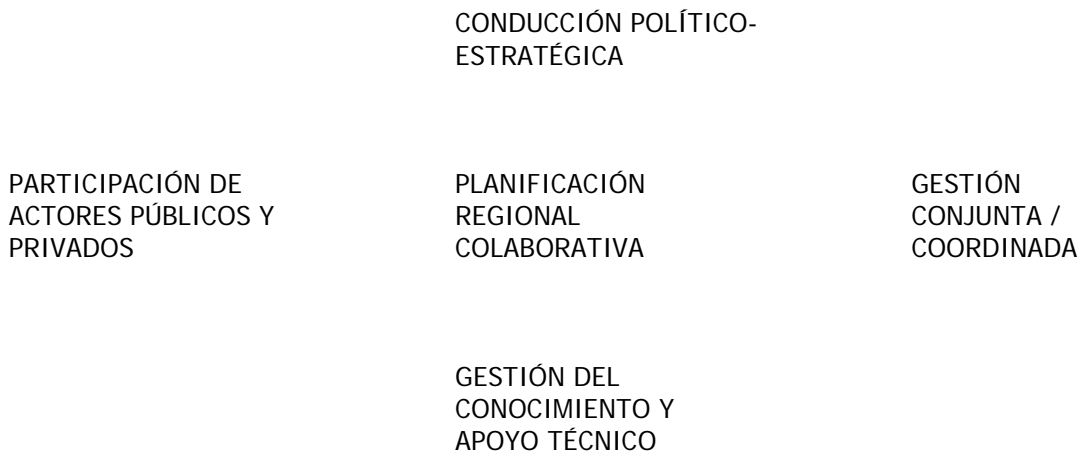 CONDUCCIÓN POLÍTICO-
ESTRATÉGICA
PARTICIPACIÓN DE
ACTORES PÚBLICOS Y
PRIVADOS
PLANIFICACIÓN
REGIONAL
COLABORATIVA
GESTIÓN
CONJUNTA /
COORDINADA
GESTIÓN DEL
CONOCIMIENTO Y
APOYO TÉCNICO